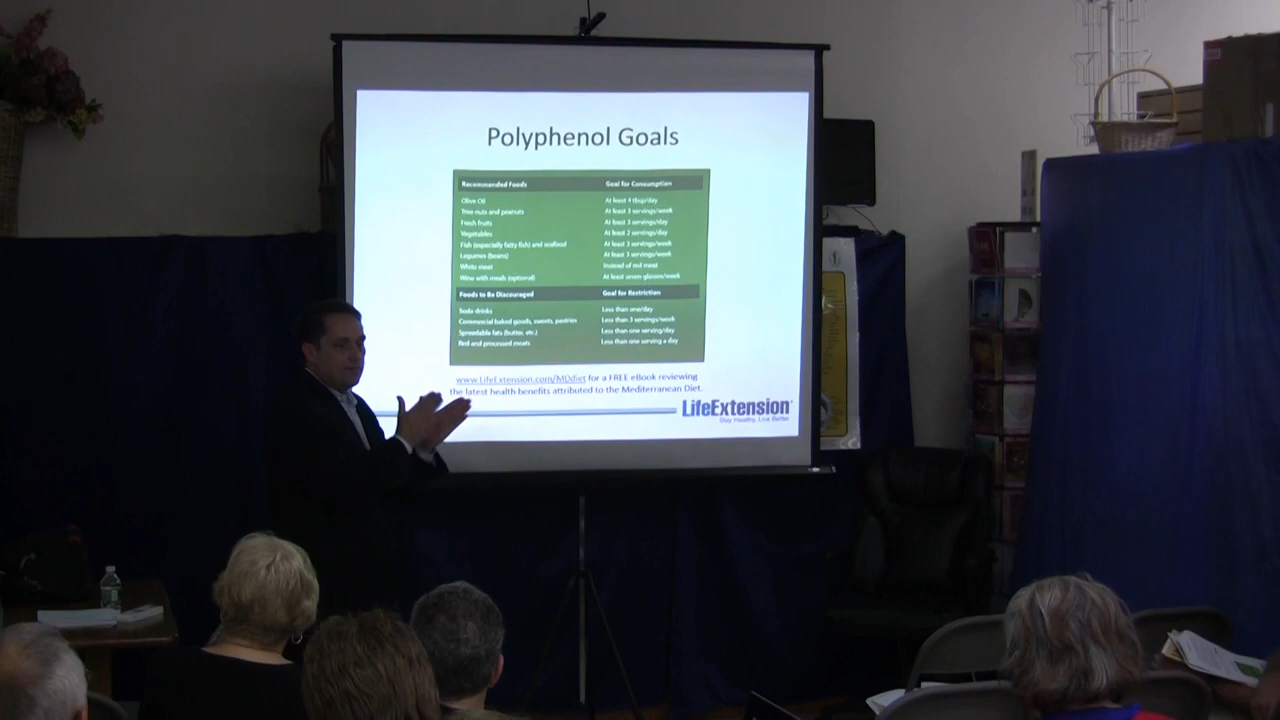 Polyphenol Goals
Recommended Foods Goal for Consumption
Olive Oil At least 4 tbsp/day
Tree nuts and peanuts At least 3 servings/week
Fresh fruits At least 3 servings/day
Vegetables At least 2 servings/day
Fish (especially fatty fish) and seafood At least 3 servings/week
Legumes (beans) At least 3 servings/week
White meat Instead of red meat
Wine with meals (optional) At least seven glasses/week
Foods to Be Discouraged Goal for Restriction
Soda drinks Less than one/day
Commercial baked goods, sweets, pastries Less than 3 servings/week
Spreadable fats (butter, etc.) Less than one serving/day
Red and processed meats Less than one serving a day
www.LifeExtension.com/MDdiet for a FREE eBook reviewing
the latest health benefits attributed to the Mediterranean Diet.
LifeExtension
Stay Healthy, Live Better